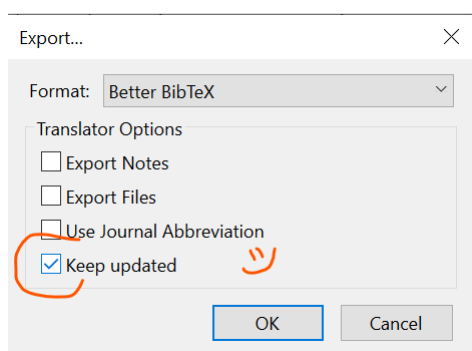 Export...
Format: Better BibTeX
Translator Options
Export Notes
Export Files
Use Journal Abbreviation
Keep updated
OK Cancel